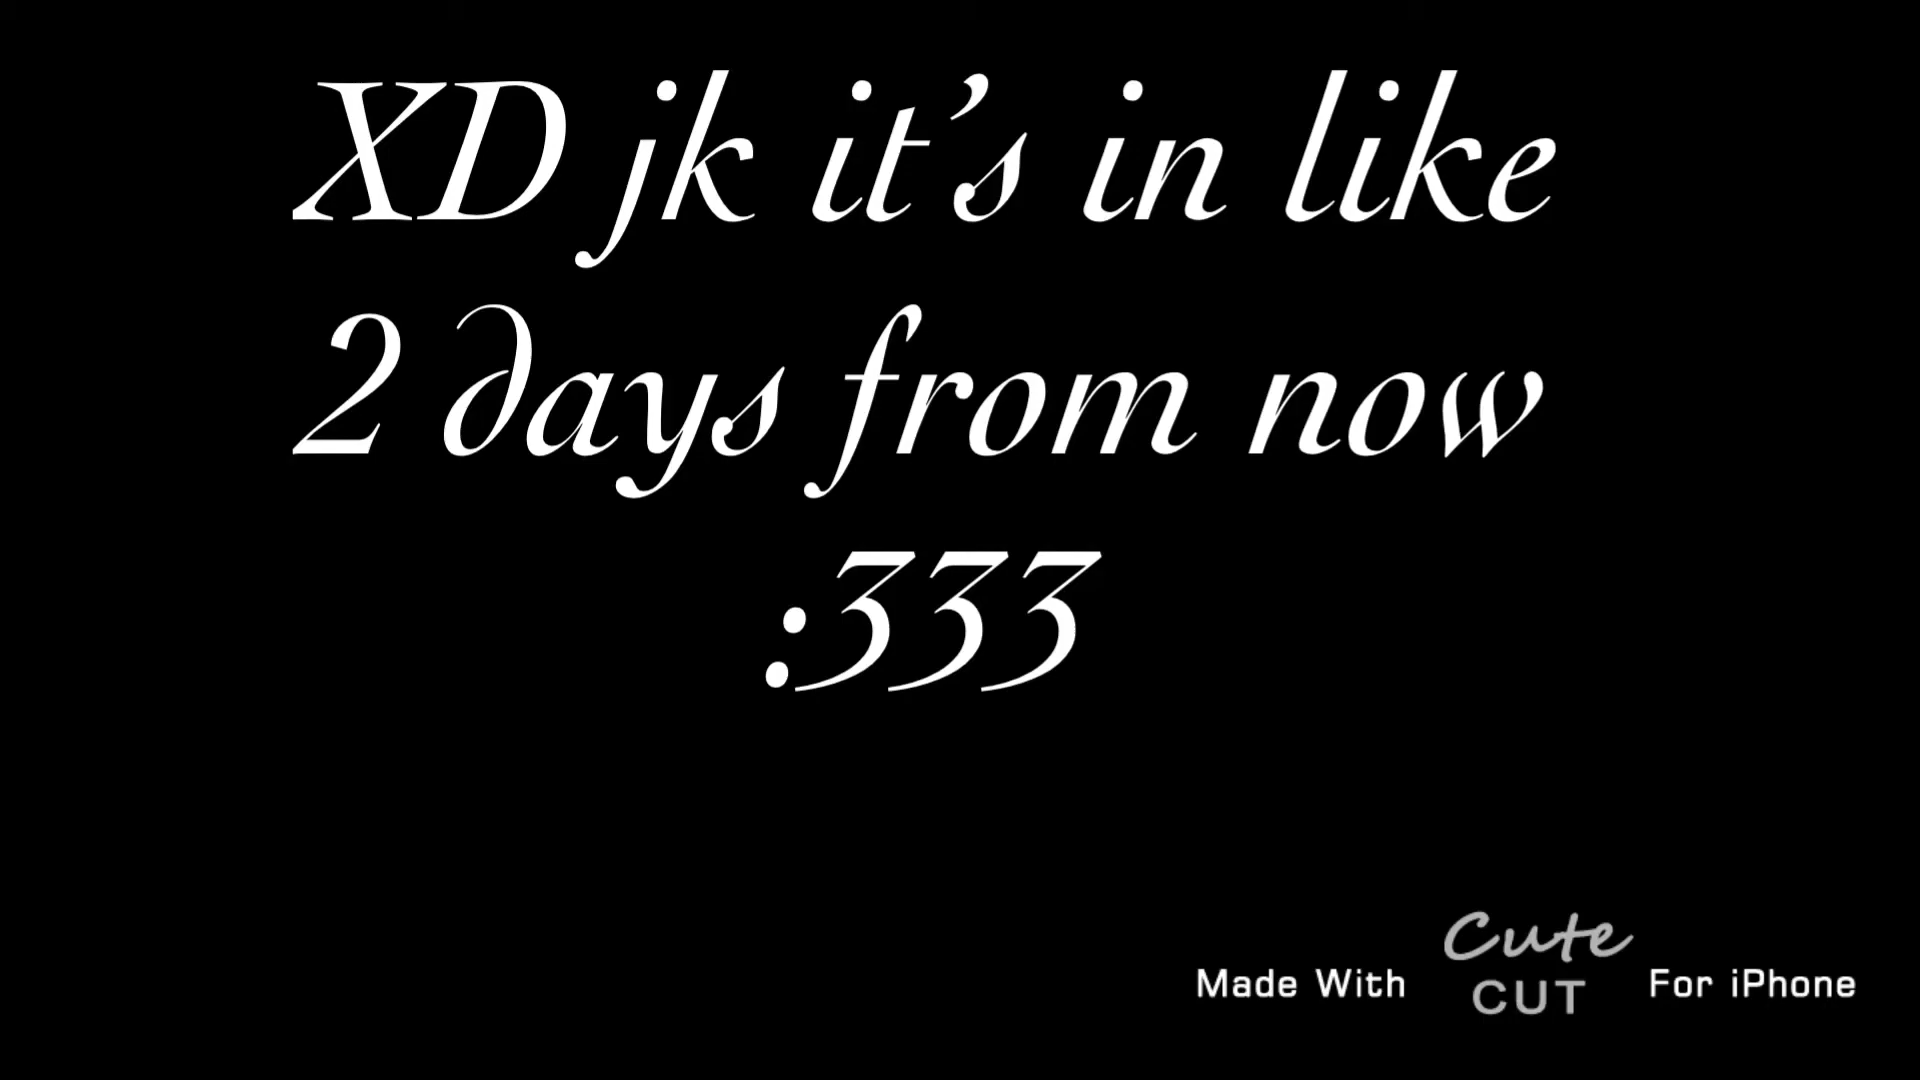 XD jk it’s in like
2 days from now
:333
Made With Cute CUT For iPhone